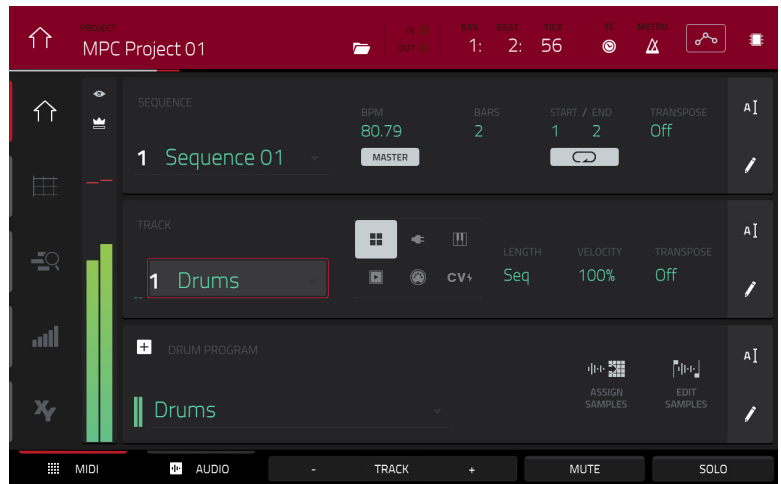 PROJECT
MPC Project 01
IN
OUT
BAR BEAT TICK TC METRO
1: 2: 56
SEQUENCE
1 Sequence 01
BPM BARS START / END TRANSPOSE
80.79 2 1 2 Off
MASTER
TRACK
1 Drums
CV
LENGTH VELOCITY TRANSPOSE
Seq 100% Off
DRUM PROGRAM
Drums
ASSIGN SAMPLES
EDIT SAMPLES
A
A
A
XY
MIDI AUDIO - TRACK + MUTE SOLO